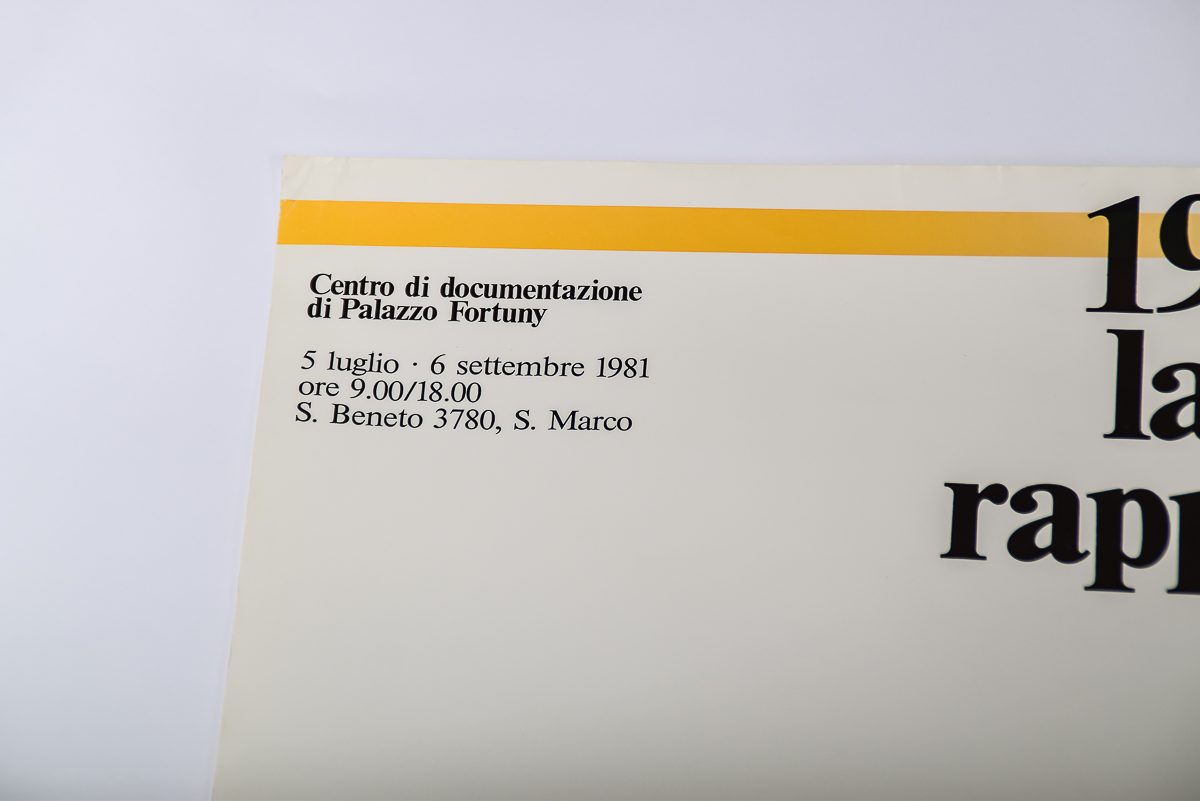 Centro di documentazione
di Palazzo Fortuny
5 luglio · 6 settembre 1981
ore 9.00/18.00
S. Beneto 3780, S. Marco